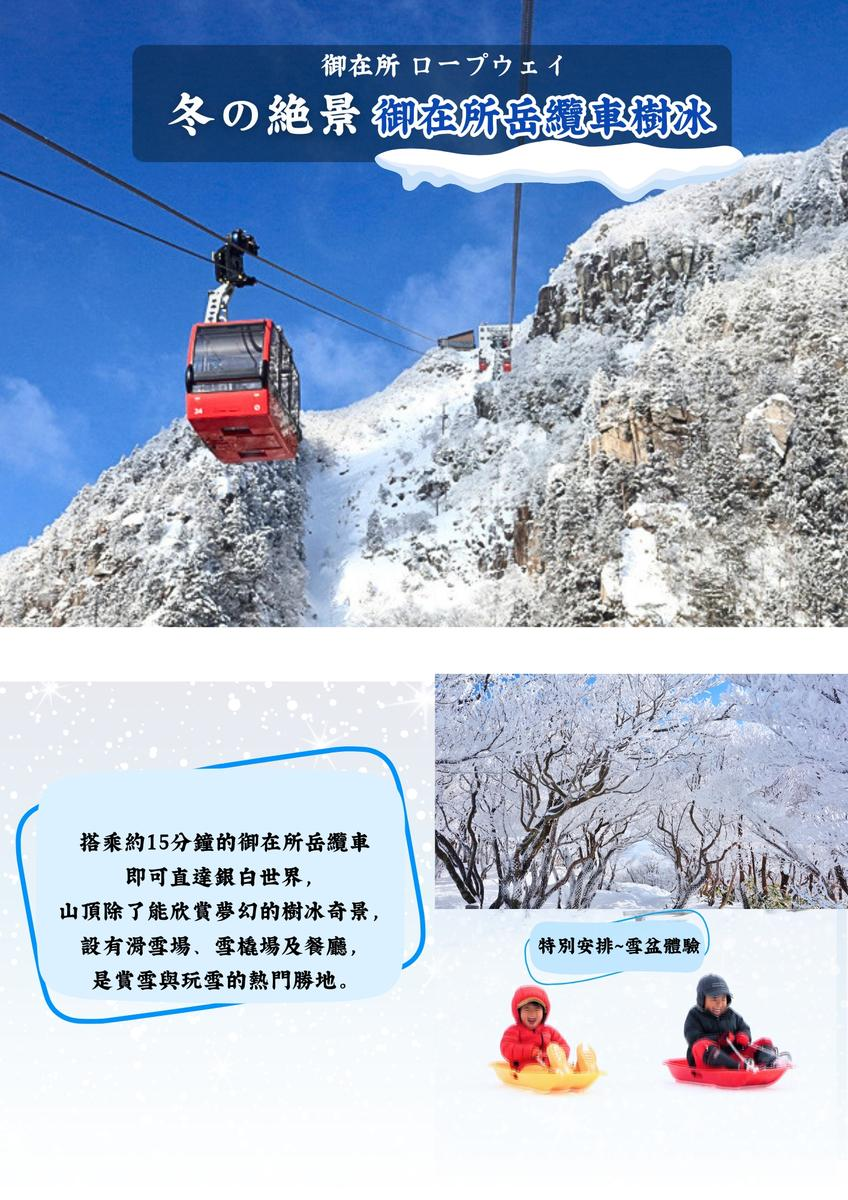 御在所 ロープウェイ
冬の絶景 御在所岳纜車樹冰
搭乘約15分鐘的御在所岳纜車
即可直達銀白世界，
山頂除了能欣賞夢幻的樹冰奇景，
設有滑雪場、雪橇場及餐廳，
是賞雪與玩雪的熱門勝地。
特別安排~雪盆體驗
34